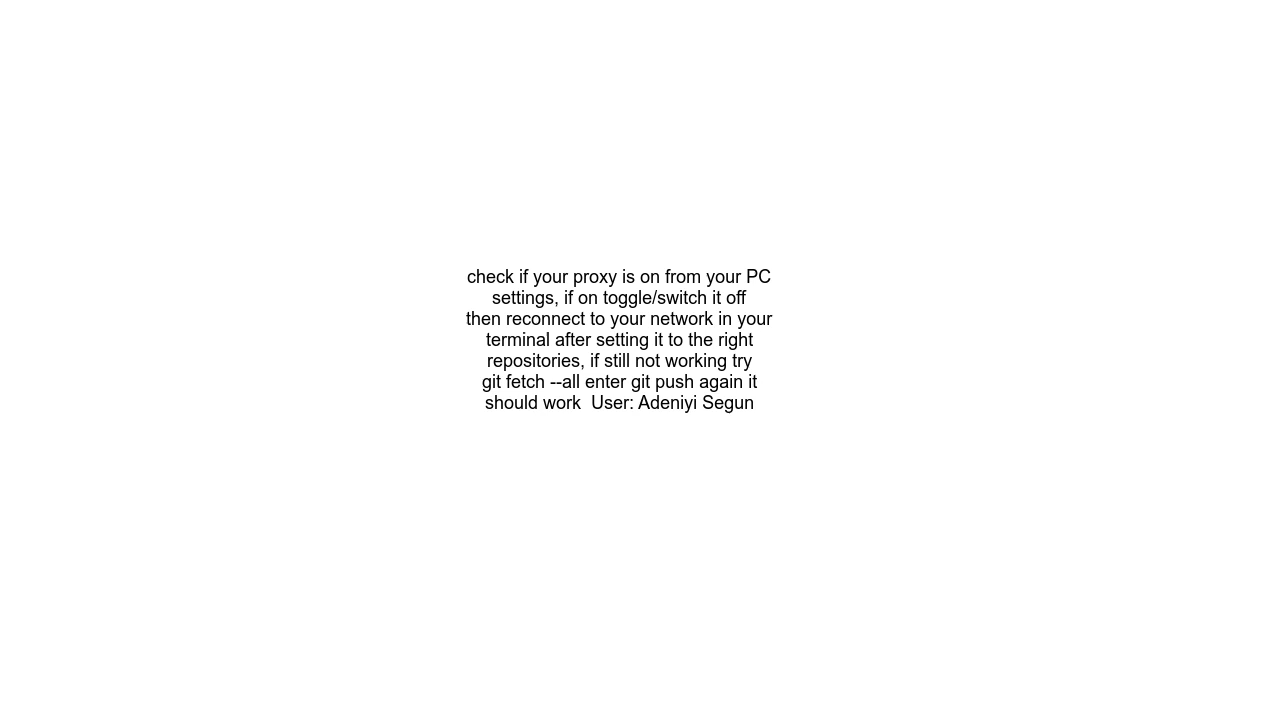 check if your proxy is on from your PC
settings, if on toggle/switch it off
then reconnect to your network in your
terminal after setting it to the right
repositories, if still not working try
git fetch --all enter git push again it
should work  User: Adeniyi Segun